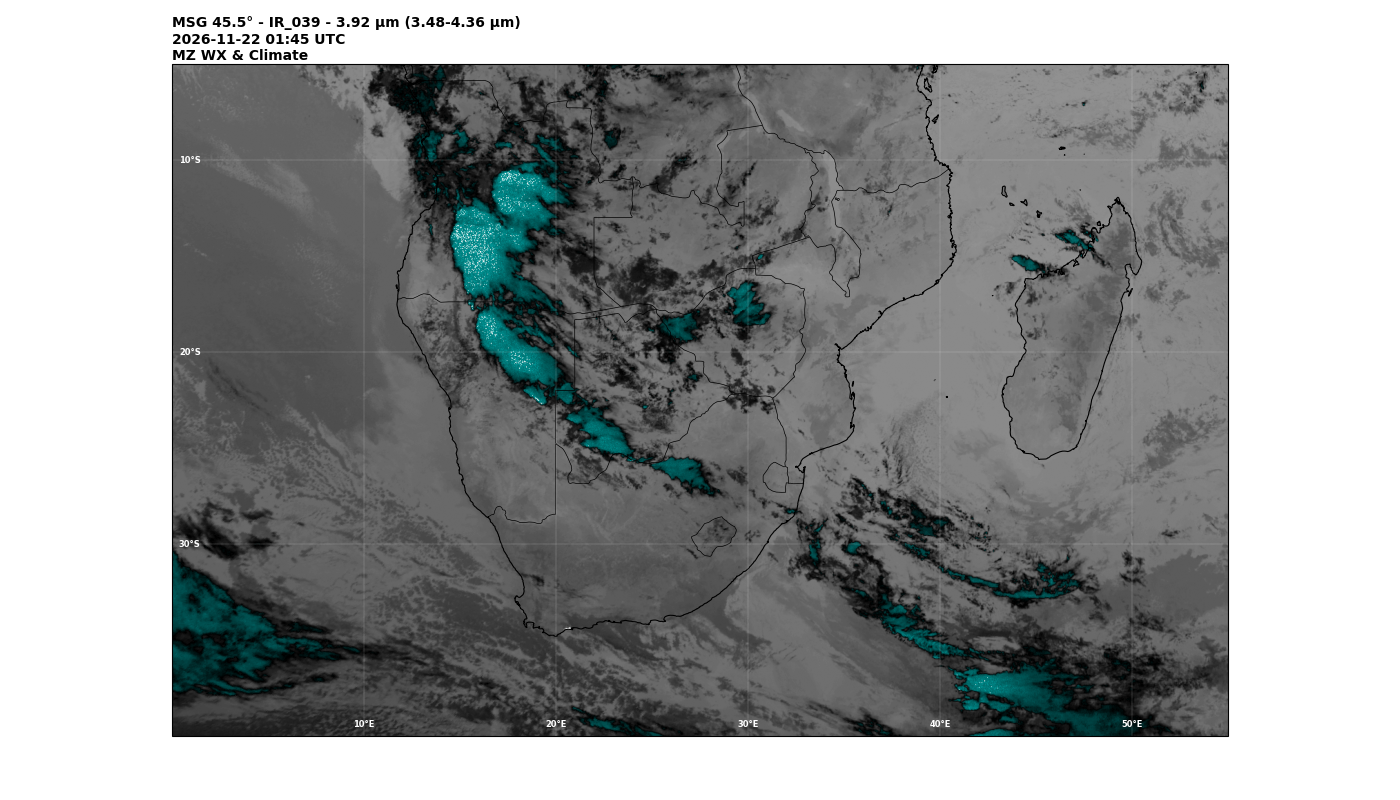 MSG 45.5° - IR_039 - 3.92 μm (3.48-4.36 μm)
2026-11-22 01:45 UTC
MZ WX & Climate
10°S
20°S
30°S
10°E 20°E 30°E 40°E 50°E